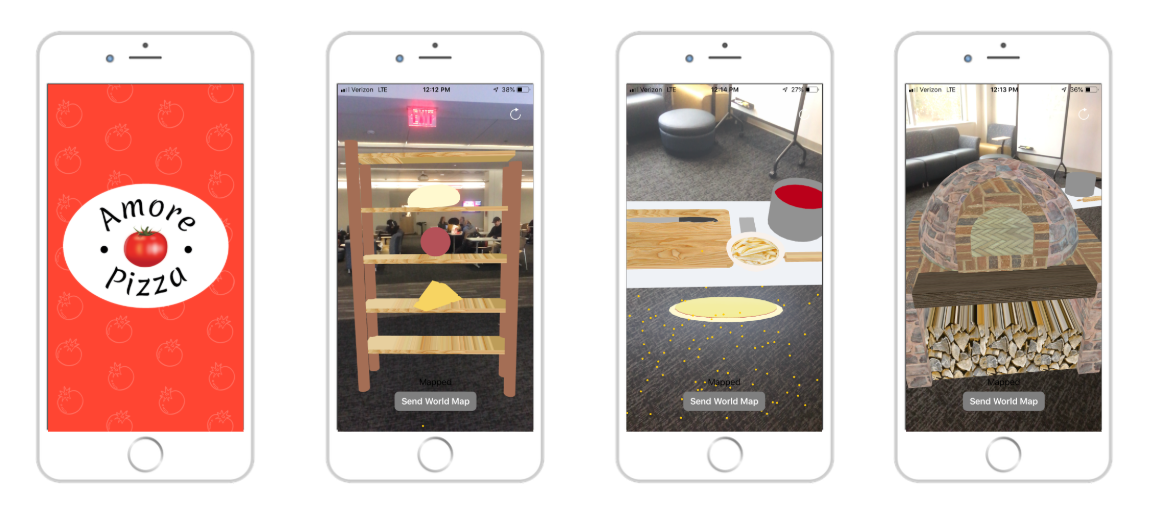 Amore
Pizza
Verizon LTE 12:12 PM 38%
EXIT
Mapped
Send World Map
Verizon LTE 12:14 PM 27%
Mapped
Send World Map
Verizon LTE 12:13 PM 36%
Mapped
Send World Map